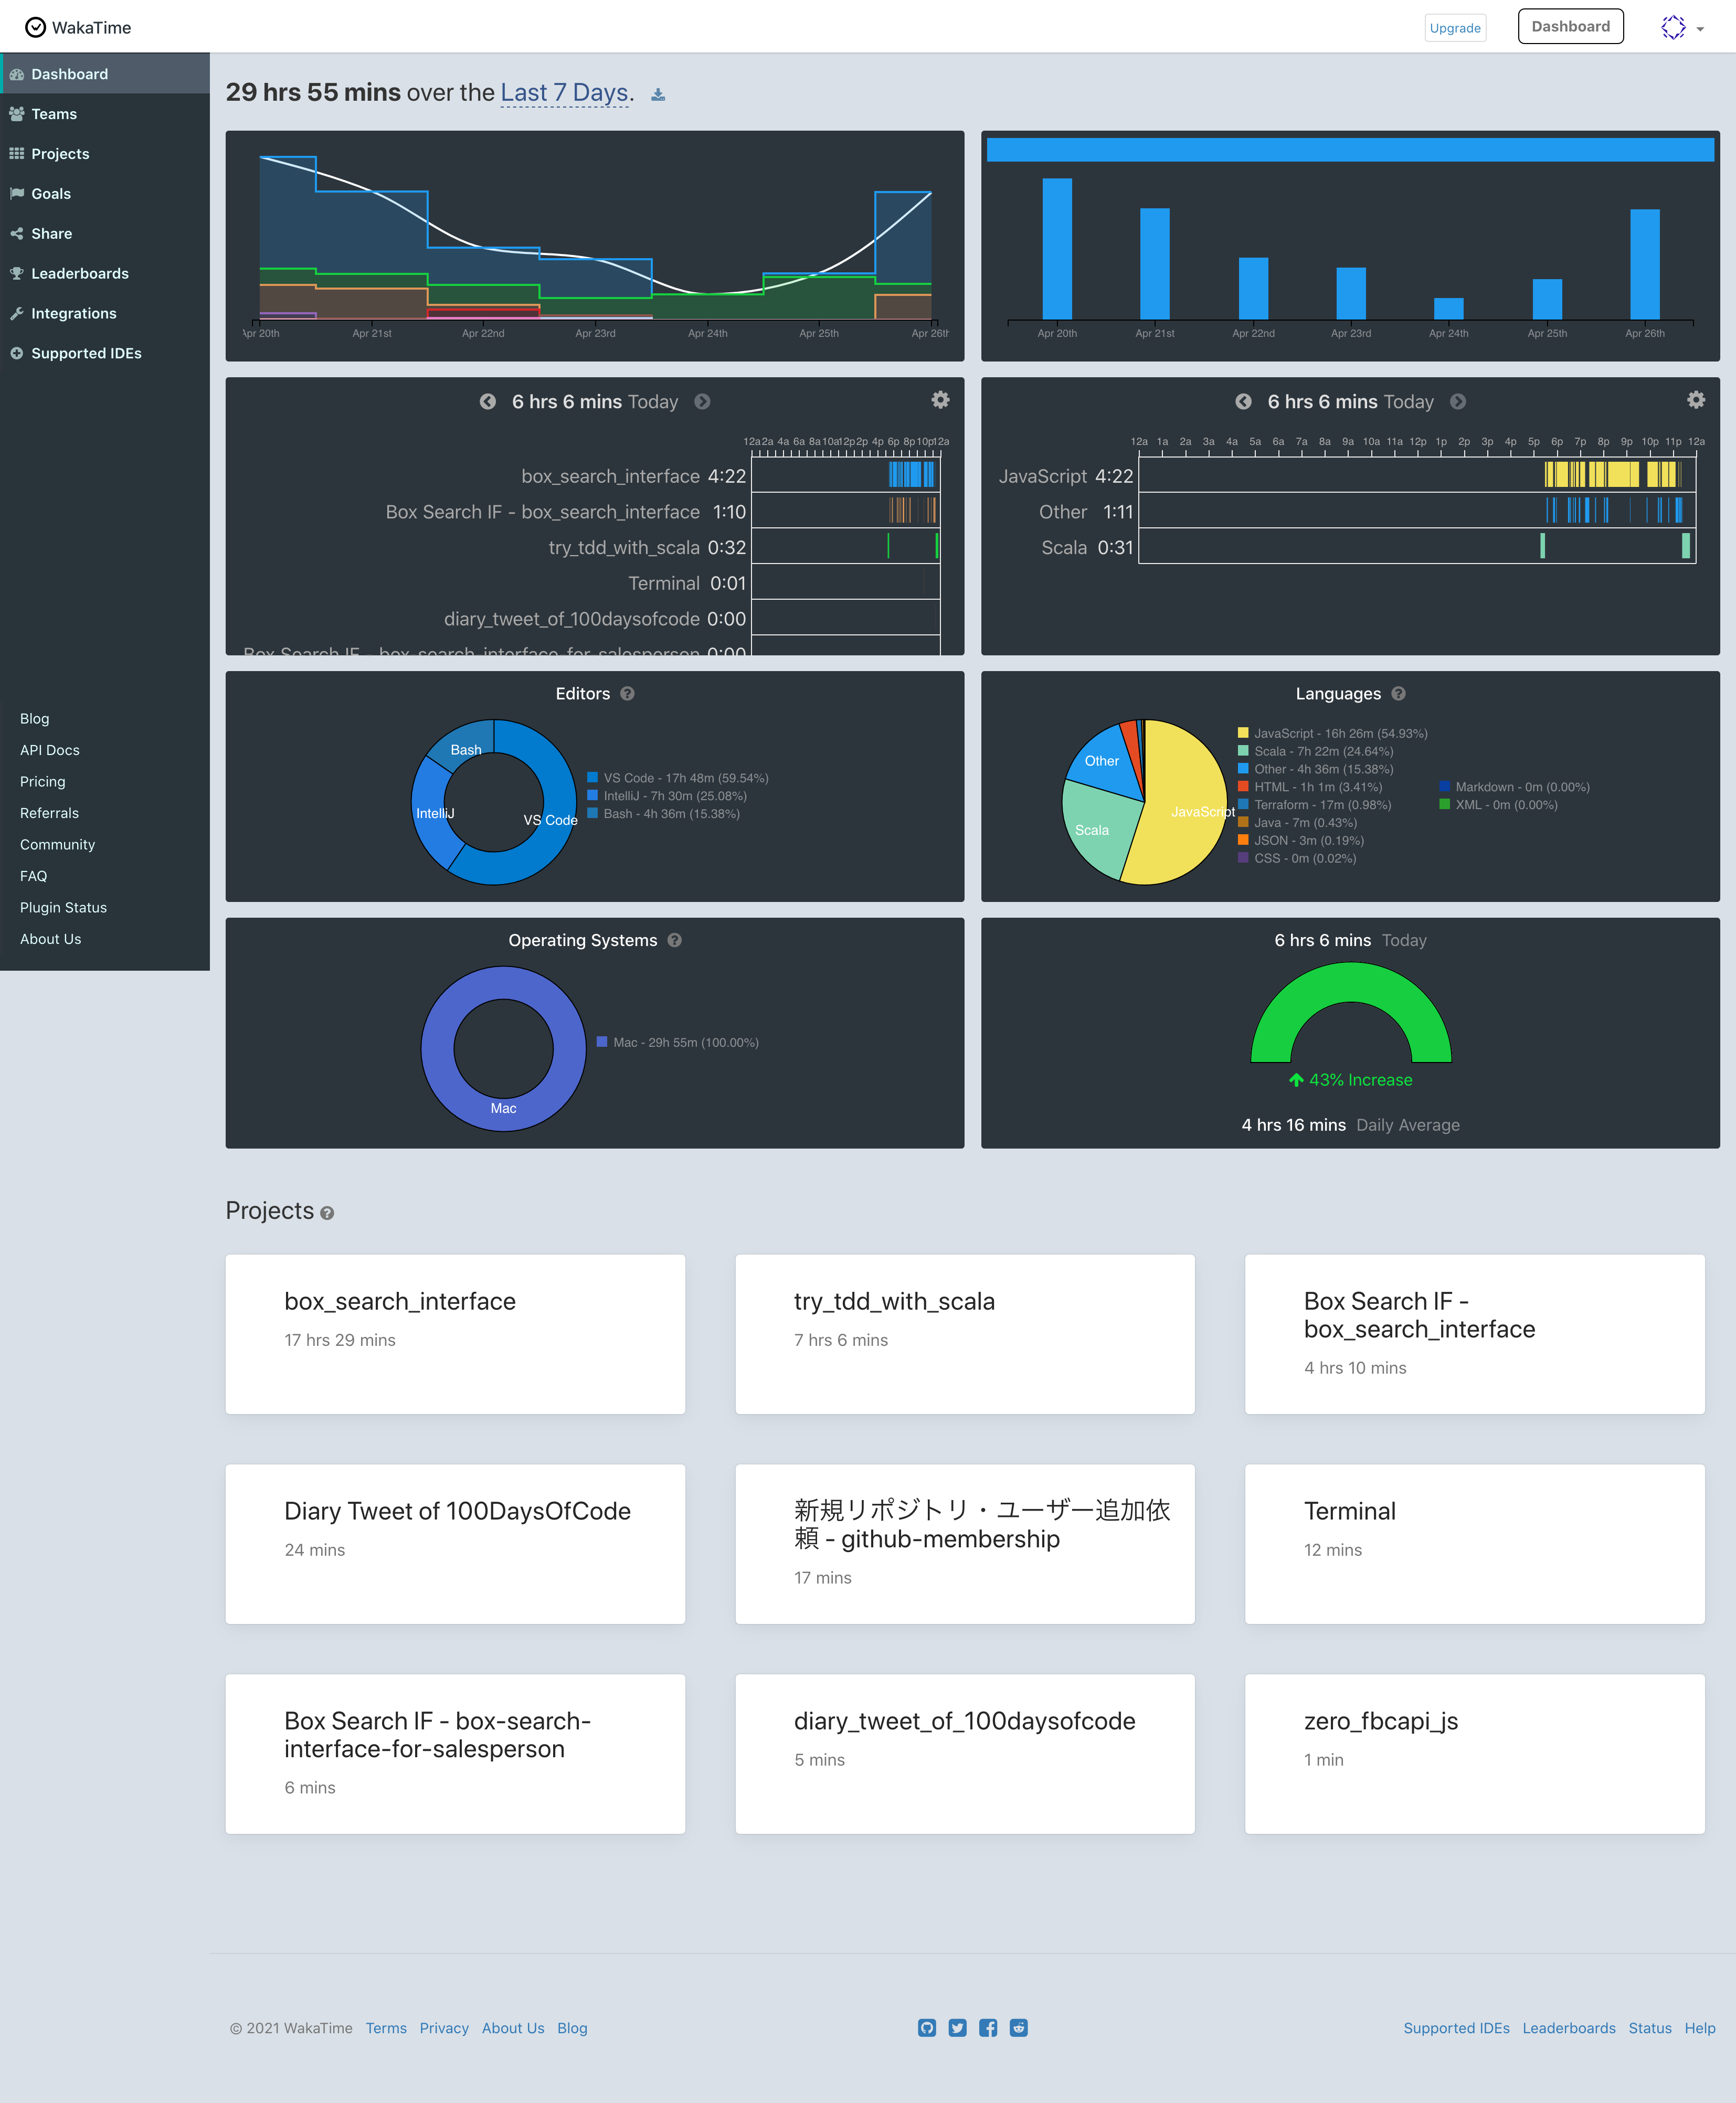 WakaTime
Upgrade
Dashboard
Dashboard
Teams
Projects
Goals
Share
Leaderboards
Integrations
Supported IDEs
Blog
API Docs
Pricing
Referrals
Community
FAQ
Plugin Status
About Us
29 hrs 55 mins over the Last 7 Days.
Apr 20th Apr 21st Apr 22nd Apr 23rd Apr 24th Apr 25th Apr 26th
Apr 20th Apr 21st Apr 22nd Apr 23rd Apr 24th Apr 25th Apr 26th
6 hrs 6 mins Today
12a 2a 4a 6a 8a 10a 12p 2p 4p 6p 8p 10p 12a
box_search_interface 4:22
Box Search IF - box_search_interface 1:10
try_tdd_with_scala 0:32
Terminal 0:01
diary_tweet_of_100daysofcode 0:00
Box Search IF - box-search-interface-for-salesperson 0:00
6 hrs 6 mins Today
12a 1a 2a 3a 4a 5a 6a 7a 8a 9a 10a 11a 12p 1p 2p 3p 4p 5p 6p 7p 8p 9p 10p 11p 12a
JavaScript 4:22
Other 1:11
Scala 0:31
Editors
Bash
IntelliJ
VS Code
VS Code - 17h 48m (59.54%)
IntelliJ - 7h 30m (25.08%)
Bash - 4h 36m (15.38%)
Languages
Other
JavaScript
Scala
JavaScript - 16h 26m (54.93%)
Scala - 7h 22m (24.64%)
Other - 4h 36m (15.38%)
HTML - 1h 1m (3.41%)
Terraform - 17m (0.98%)
Java - 7m (0.43%)
JSON - 3m (0.19%)
CSS - 0m (0.02%)
Markdown - 0m (0.00%)
XML - 0m (0.00%)
Operating Systems
Mac
Mac - 29h 55m (100.00%)
6 hrs 6 mins Today
43% Increase
4 hrs 16 mins Daily Average
Projects
box_search_interface
17 hrs 29 mins
try_tdd_with_scala
7 hrs 6 mins
Box Search IF -
box_search_interface
4 hrs 10 mins
Diary Tweet of 100DaysOfCode
24 mins
新規リポジトリ・ユーザー追加依
頼 - github-membership
17 mins
Terminal
12 mins
Box Search IF - box-search-
interface-for-salesperson
6 mins
diary_tweet_of_100daysofcode
5 mins
zero_fbcapi_js
1 min
© 2021 WakaTime Terms Privacy About Us Blog
Supported IDEs Leaderboards Status Help